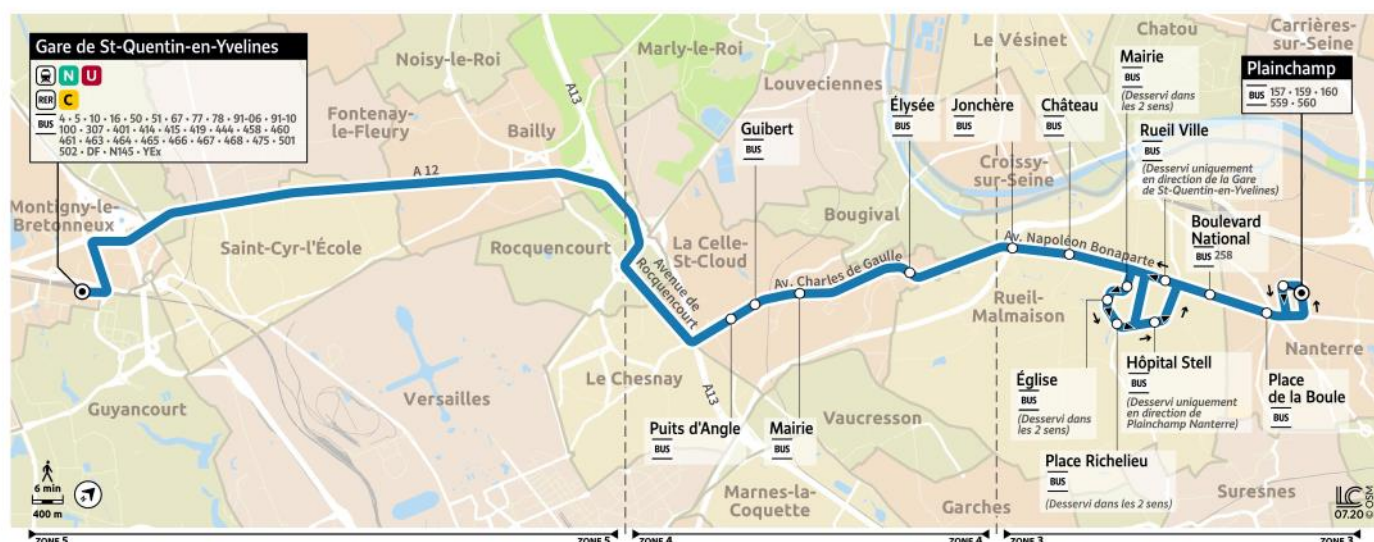 Gare de St-Quentin-en-Yvelines
N U
RER C
BUS 4 • 5 • 10 • 16 • 50 • 51 • 67 • 77 • 78 • 91-06 • 91-10
100 • 307 • 401 • 414 • 415 • 419 • 444 • 458 • 460
461 • 463 • 464 • 465 • 466 • 467 • 468 • 475 • 501
502 • DF • N145 • YEx
Noisy-le-Roi
Marly-le-Roi
Le Vésinet
Chatou
Carrières-
sur-Seine
Louveciennes
Fontenay-
le-Fleury
Bailly
A13
A 12
Montigny-le-
Bretonneux
Saint-Cyr-l'École
Rocquencourt
La Celle-
St-Cloud
Bougival
Croissy-
sur-Seine
Rueil-
Malmaison
Nanterre
Guyancourt
Versailles
Le Chesnay
Vaucresson
Marnes-la-
Coquette
Garches
Suresnes
A13
Avenue de
Rocquencourt
Av. Charles de Gaulle
Av. Napoléon Bonaparte
Guibert
BUS
Élysée
BUS
Jonchère
BUS
Château
BUS
Mairie
BUS
(Desservi dans
les 2 sens)
Rueil Ville
BUS
(Desservi uniquement
en direction de la Gare
de St-Quentin-en-Yvelines)
Boulevard
National
BUS 258
Plainchamp
BUS 157 • 159 • 160
559 • 560
Puits d'Angle
BUS
Mairie
BUS
Église
BUS
(Desservi dans
les 2 sens)
Place Richelieu
BUS
(Desservi dans les 2 sens)
Hôpital Stell
BUS
(Desservi uniquement
en direction de
Plainchamp Nanterre)
Place
de la Boule
BUS
6 min
400 m
LC
07.20 © OSM
ZONE 5
ZONE 5
ZONE 4
ZONE 4
ZONE 3
ZONE 3